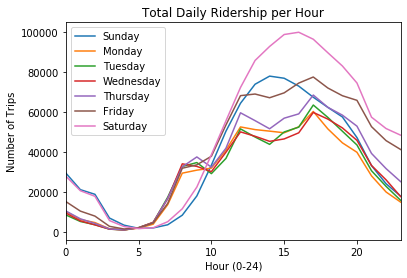 Total Daily Ridership per Hour
Number of Trips
100000
80000
60000
40000
20000
0
Sunday
Monday
Tuesday
Wednesday
Thursday
Friday
Saturday
0 5 10 15 20
Hour (0-24)